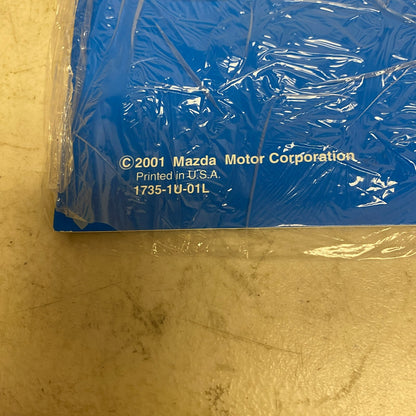 ©2001 Mazda Motor Corporation
Printed in U.S.A.
1735-1U-01L